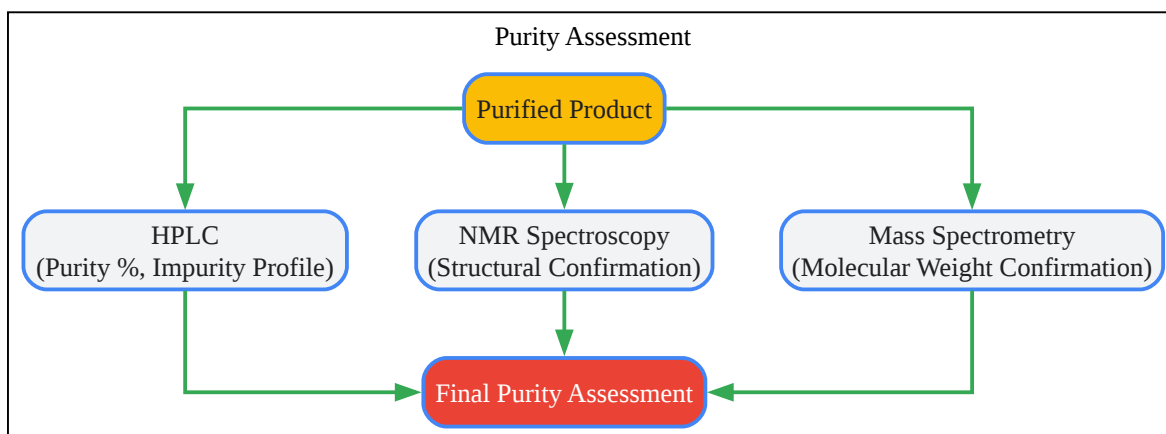 Purity Assessment
Purified Product
HPLC
(Purity %, Impurity Profile)
NMR Spectroscopy
(Structural Confirmation)
Mass Spectrometry
(Molecular Weight Confirmation)
Final Purity Assessment